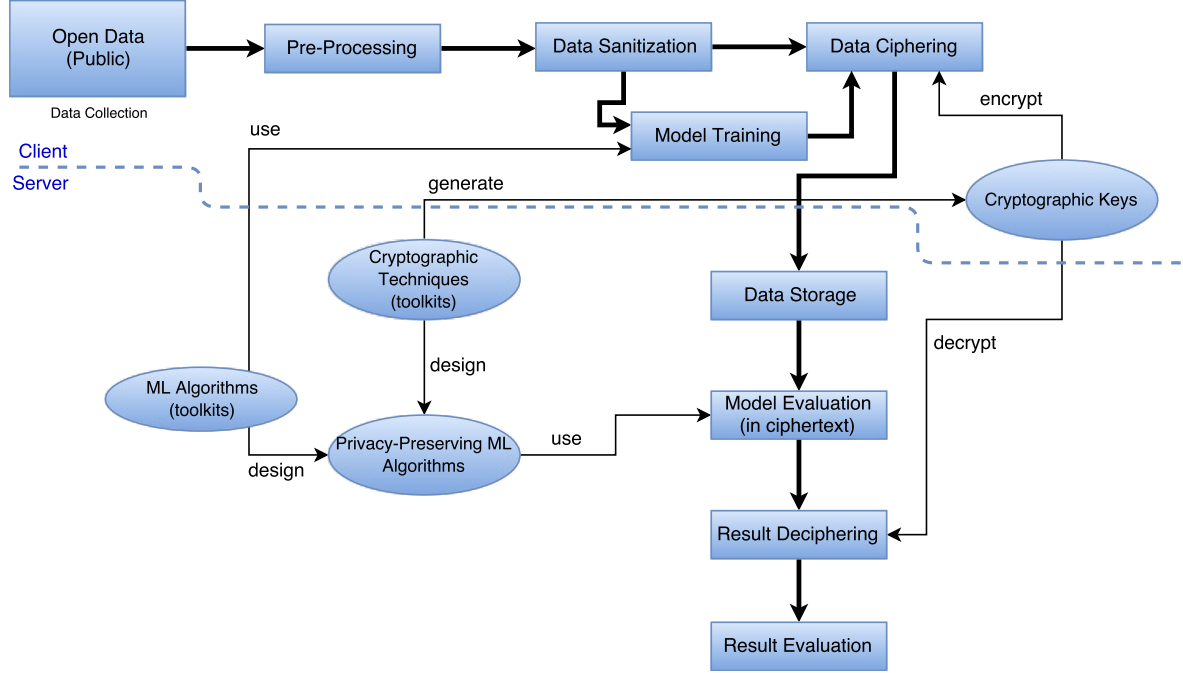 Open Data
(Public)
Pre-Processing
Data Sanitization
Data Ciphering
Data Collection
encrypt
use
Model Training
Client
Server
generate
Cryptographic Keys
Cryptographic
Techniques
(toolkits)
Data Storage
decrypt
design
ML Algorithms
(toolkits)
Model Evaluation
(in ciphertext)
Privacy-Preserving ML
Algorithms
use
design
Result Deciphering
Result Evaluation